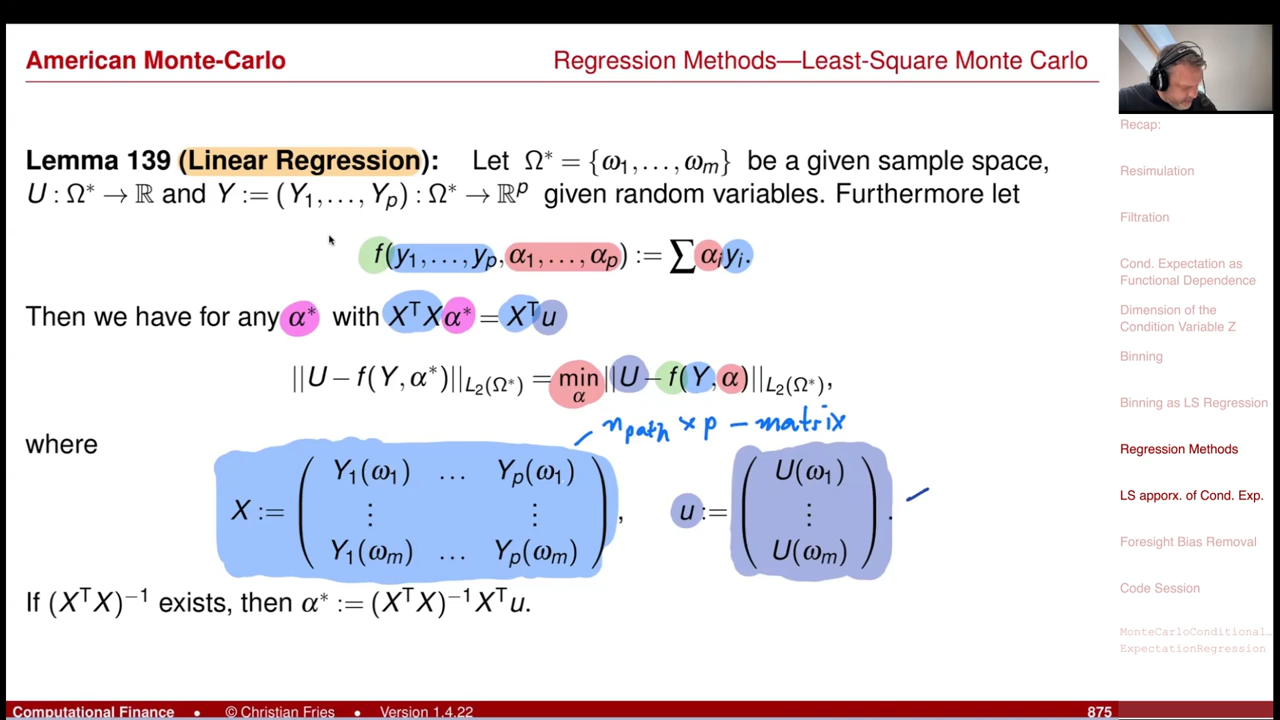 American Monte-Carlo
Regression Methods—Least-Square Monte Carlo
Lemma 139 (Linear Regression): Let Ω* = {ω₁,…,ωₘ} be a given sample space,
U : Ω* → ℝ and Y := (Y₁,…,Yₚ) : Ω* → ℝᵖ given random variables. Furthermore let
f(y₁,…,yₚ,α₁,…,αₚ) := ∑ αᵢyᵢ.
Then we have for any α* with XᵀXα* = Xᵀu
||U − f(Y,α*)||L₂(Ω*) = min α ||U − f(Y,α)||L₂(Ω*),
n path × p – matrix
where
X := ( Y₁(ω₁) … Yₚ(ω₁)
⋮ ⋮
Y₁(ωₘ) … Yₚ(ωₘ) ),
u := ( U(ω₁)
⋮
U(ωₘ) ).
If (XᵀX)⁻¹ exists, then α* := (XᵀX)⁻¹Xᵀu.
Recap:
Resimulation
Filtration
Cond. Expectation as
Functional Dependence
Dimension of the
Condition Variable Z
Binning
Binning as LS Regression
Regression Methods
LS apporx. of Cond. Exp.
Foresight Bias Removal
Code Session
MonteCarloConditional…
ExpectationRegression
Computational Finance • © Christian Fries • Version 1.4.22
875